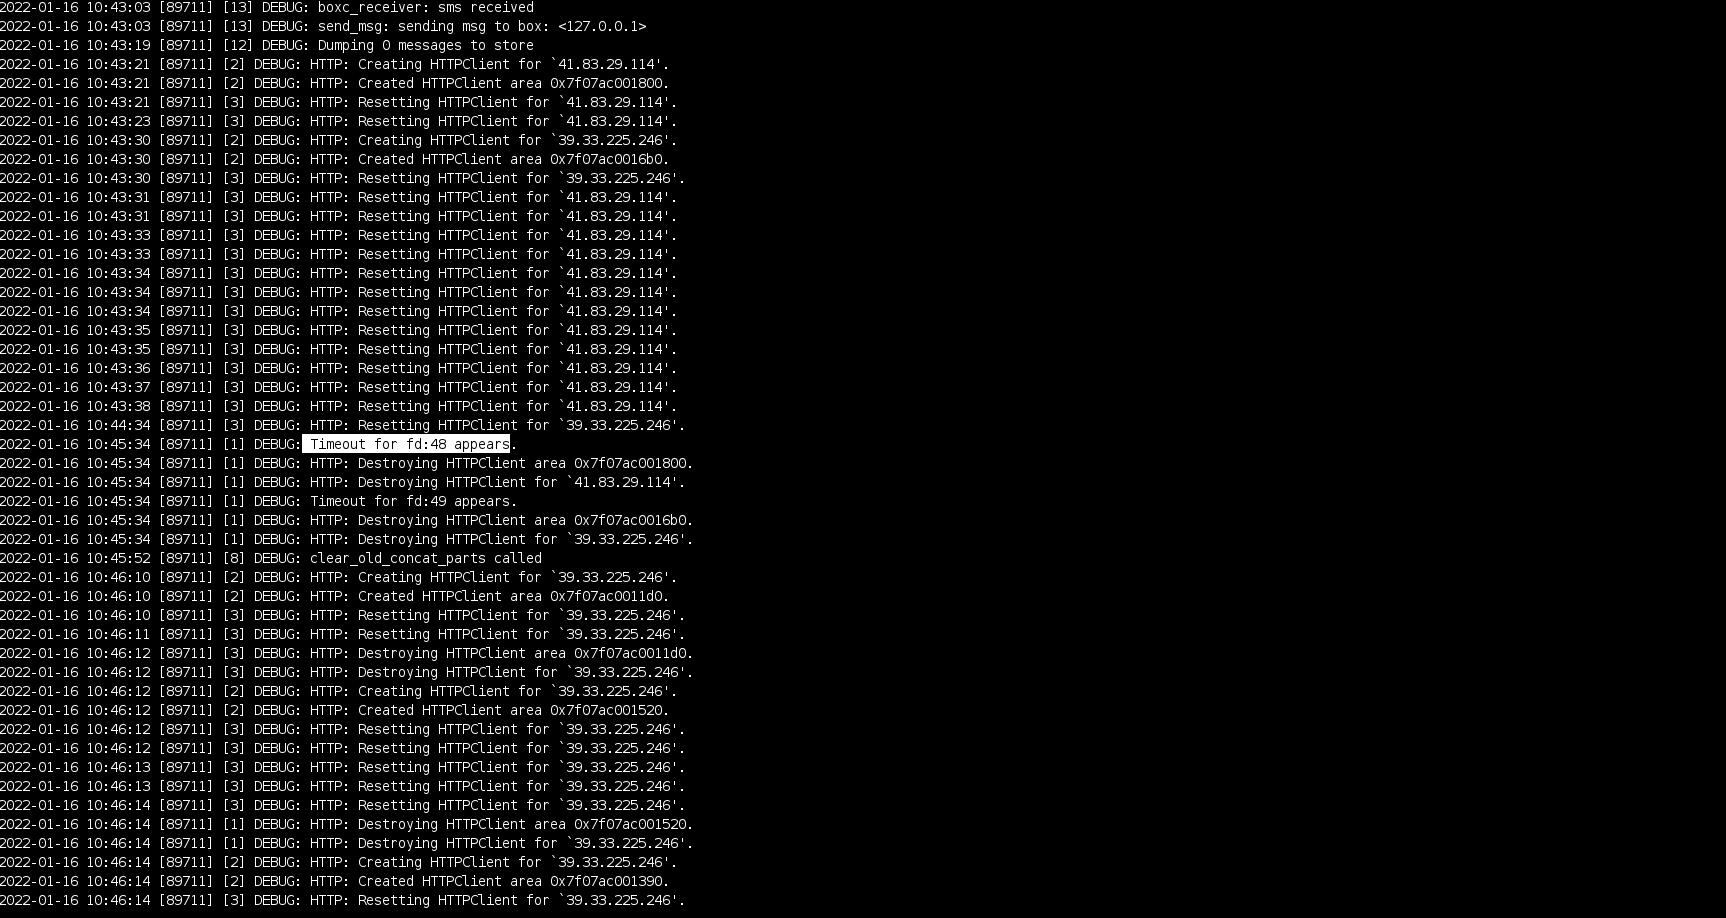 2022-01-16 10:43:03 [89711] [13] DEBUG: boxc_receiver: sms received
2022-01-16 10:43:03 [89711] [13] DEBUG: send_msg: sending msg to box: <127.0.0.1>
2022-01-16 10:43:19 [89711] [12] DEBUG: Dumping 0 messages to store
2022-01-16 10:43:21 [89711] [2] DEBUG: HTTP: Creating HTTPClient for `41.83.29.114'.
2022-01-16 10:43:21 [89711] [2] DEBUG: HTTP: Created HTTPClient area 0x7f07ac001800.
2022-01-16 10:43:21 [89711] [3] DEBUG: HTTP: Resetting HTTPClient for `41.83.29.114'.
2022-01-16 10:43:23 [89711] [3] DEBUG: HTTP: Resetting HTTPClient for `41.83.29.114'.
2022-01-16 10:43:30 [89711] [2] DEBUG: HTTP: Creating HTTPClient for `39.33.225.246'.
2022-01-16 10:43:30 [89711] [2] DEBUG: HTTP: Created HTTPClient area 0x7f07ac0016b0.
2022-01-16 10:43:30 [89711] [3] DEBUG: HTTP: Resetting HTTPClient for `39.33.225.246'.
2022-01-16 10:43:31 [89711] [3] DEBUG: HTTP: Resetting HTTPClient for `41.83.29.114'.
2022-01-16 10:43:31 [89711] [3] DEBUG: HTTP: Resetting HTTPClient for `41.83.29.114'.
2022-01-16 10:43:33 [89711] [3] DEBUG: HTTP: Resetting HTTPClient for `41.83.29.114'.
2022-01-16 10:43:33 [89711] [3] DEBUG: HTTP: Resetting HTTPClient for `41.83.29.114'.
2022-01-16 10:43:34 [89711] [3] DEBUG: HTTP: Resetting HTTPClient for `41.83.29.114'.
2022-01-16 10:43:34 [89711] [3] DEBUG: HTTP: Resetting HTTPClient for `41.83.29.114'.
2022-01-16 10:43:34 [89711] [3] DEBUG: HTTP: Resetting HTTPClient for `41.83.29.114'.
2022-01-16 10:43:35 [89711] [3] DEBUG: HTTP: Resetting HTTPClient for `41.83.29.114'.
2022-01-16 10:43:35 [89711] [3] DEBUG: HTTP: Resetting HTTPClient for `41.83.29.114'.
2022-01-16 10:43:36 [89711] [3] DEBUG: HTTP: Resetting HTTPClient for `41.83.29.114'.
2022-01-16 10:43:37 [89711] [3] DEBUG: HTTP: Resetting HTTPClient for `41.83.29.114'.
2022-01-16 10:43:38 [89711] [3] DEBUG: HTTP: Resetting HTTPClient for `41.83.29.114'.
2022-01-16 10:44:34 [89711] [3] DEBUG: HTTP: Resetting HTTPClient for `39.33.225.246'.
2022-01-16 10:45:34 [89711] [1] DEBUG: Timeout for fd:48 appears.
2022-01-16 10:45:34 [89711] [1] DEBUG: HTTP: Destroying HTTPClient area 0x7f07ac001800.
2022-01-16 10:45:34 [89711] [1] DEBUG: HTTP: Destroying HTTPClient for `41.83.29.114'.
2022-01-16 10:45:34 [89711] [1] DEBUG: Timeout for fd:49 appears.
2022-01-16 10:45:34 [89711] [1] DEBUG: HTTP: Destroying HTTPClient area 0x7f07ac0016b0.
2022-01-16 10:45:34 [89711] [1] DEBUG: HTTP: Destroying HTTPClient for `39.33.225.246'.
2022-01-16 10:45:52 [89711] [8] DEBUG: clear_old_concat_parts called
2022-01-16 10:46:10 [89711] [2] DEBUG: HTTP: Creating HTTPClient for `39.33.225.246'.
2022-01-16 10:46:10 [89711] [2] DEBUG: HTTP: Created HTTPClient area 0x7f07ac0011d0.
2022-01-16 10:46:10 [89711] [3] DEBUG: HTTP: Resetting HTTPClient for `39.33.225.246'.
2022-01-16 10:46:11 [89711] [3] DEBUG: HTTP: Resetting HTTPClient for `39.33.225.246'.
2022-01-16 10:46:12 [89711] [3] DEBUG: HTTP: Destroying HTTPClient area 0x7f07ac0011d0.
2022-01-16 10:46:12 [89711] [3] DEBUG: HTTP: Destroying HTTPClient for `39.33.225.246'.
2022-01-16 10:46:12 [89711] [2] DEBUG: HTTP: Creating HTTPClient for `39.33.225.246'.
2022-01-16 10:46:12 [89711] [2] DEBUG: HTTP: Created HTTPClient area 0x7f07ac001520.
2022-01-16 10:46:12 [89711] [3] DEBUG: HTTP: Resetting HTTPClient for `39.33.225.246'.
2022-01-16 10:46:12 [89711] [3] DEBUG: HTTP: Resetting HTTPClient for `39.33.225.246'.
2022-01-16 10:46:13 [89711] [3] DEBUG: HTTP: Resetting HTTPClient for `39.33.225.246'.
2022-01-16 10:46:13 [89711] [3] DEBUG: HTTP: Resetting HTTPClient for `39.33.225.246'.
2022-01-16 10:46:14 [89711] [3] DEBUG: HTTP: Resetting HTTPClient for `39.33.225.246'.
2022-01-16 10:46:14 [89711] [1] DEBUG: HTTP: Destroying HTTPClient area 0x7f07ac001520.
2022-01-16 10:46:14 [89711] [1] DEBUG: HTTP: Destroying HTTPClient for `39.33.225.246'.
2022-01-16 10:46:14 [89711] [2] DEBUG: HTTP: Creating HTTPClient for `39.33.225.246'.
2022-01-16 10:46:14 [89711] [2] DEBUG: HTTP: Created HTTPClient area 0x7f07ac001390.
2022-01-16 10:46:14 [89711] [3] DEBUG: HTTP: Resetting HTTPClient for `39.33.225.246'.